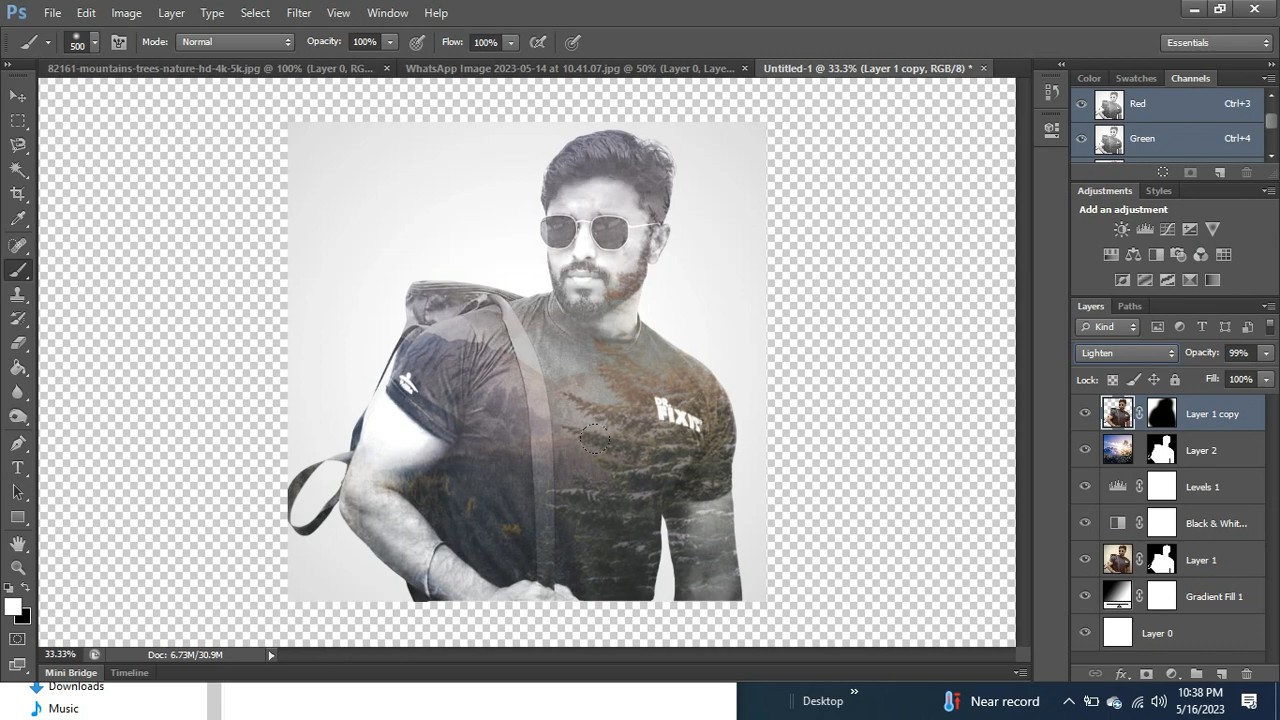 Ps File Edit Image Layer Type Select Filter View Window Help
500 Mode: Normal Opacity: 100% Flow: 100% Essentials
82161-mountains-trees-nature-hd-4k-5k.jpg @ 100% (Layer 0, RG... × WhatsApp Image 2023-05-14 at 10.41.07.jpg @ 50% (Layer 0, Laye... × Untitled-1 @ 33.3% (Layer 1 copy, RGB/8) * ×
Color Swatches Channels
Red Ctrl+3
Green Ctrl+4
Adjustments Styles
Add an adjustment
Layers Paths
Kind
Lighten Opacity: 99%
Lock: Fill: 100%
Layer 1 copy
Layer 2
Levels 1
Black & Whit...
Layer 1
Gradient Fill 1
Layer 0
DR.
FIXIT
33.33% Doc: 6.73M/30.9M
Mini Bridge Timeline
Downloads
Music
Desktop » Near record 10:38 PM
5/16/2023